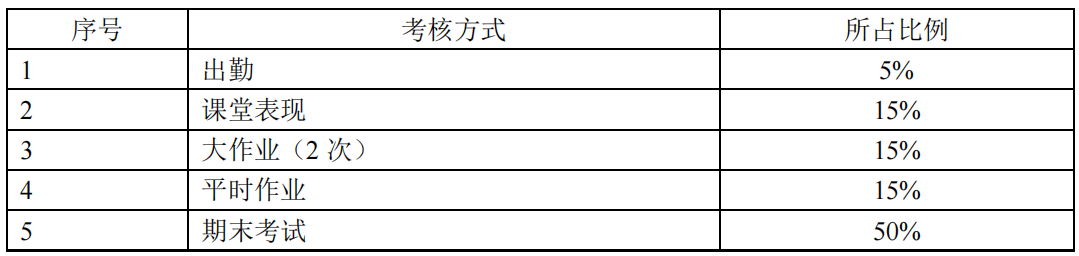 序号 考核方式 所占比例
1 出勤 5%
2 课堂表现 15%
3 大作业（2 次） 15%
4 平时作业 15%
5 期末考试 50%